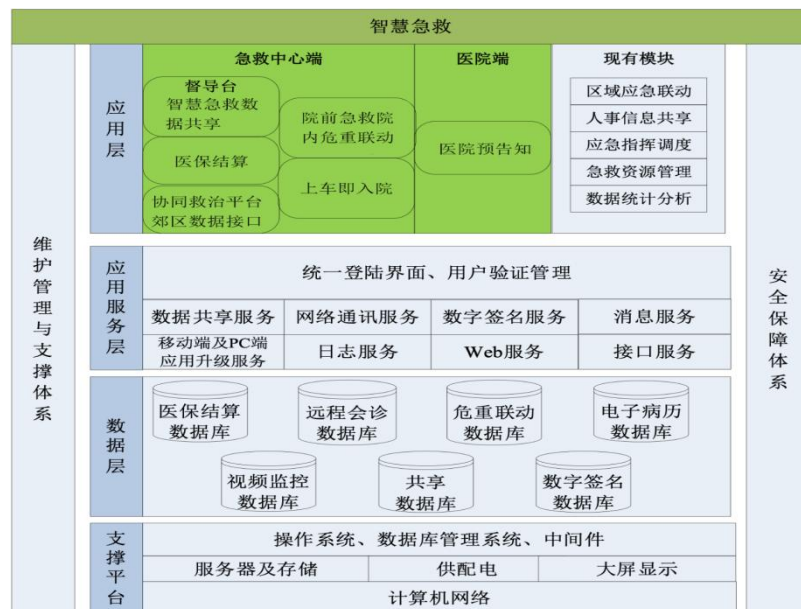 智慧急救
维护管理与支撑体系
应用层
急救中心端
督导台
智慧急救数
据共享
医保结算
协同救治平台
郊区数据接口
院前急救院
内危重联动
上车即入院
医院端
医院预告知
现有模块
区域应急联动
人事信息共享
应急指挥调度
急救资源管理
数据统计分析
应用服务层
统一登陆界面、用户验证管理
数据共享服务
网络通讯服务
数字签名服务
消息服务
移动端及PC端
应用升级服务
日志服务
Web服务
接口服务
数据层
医保结算
数据库
远程会诊
数据库
危重联动
数据库
电子病历
数据库
视频监控
数据库
共享
数据库
数字签名
数据库
支撑平台
操作系统、数据库管理系统、中间件
服务器及存储
供配电
大屏显示
计算机网络
安全保障体系